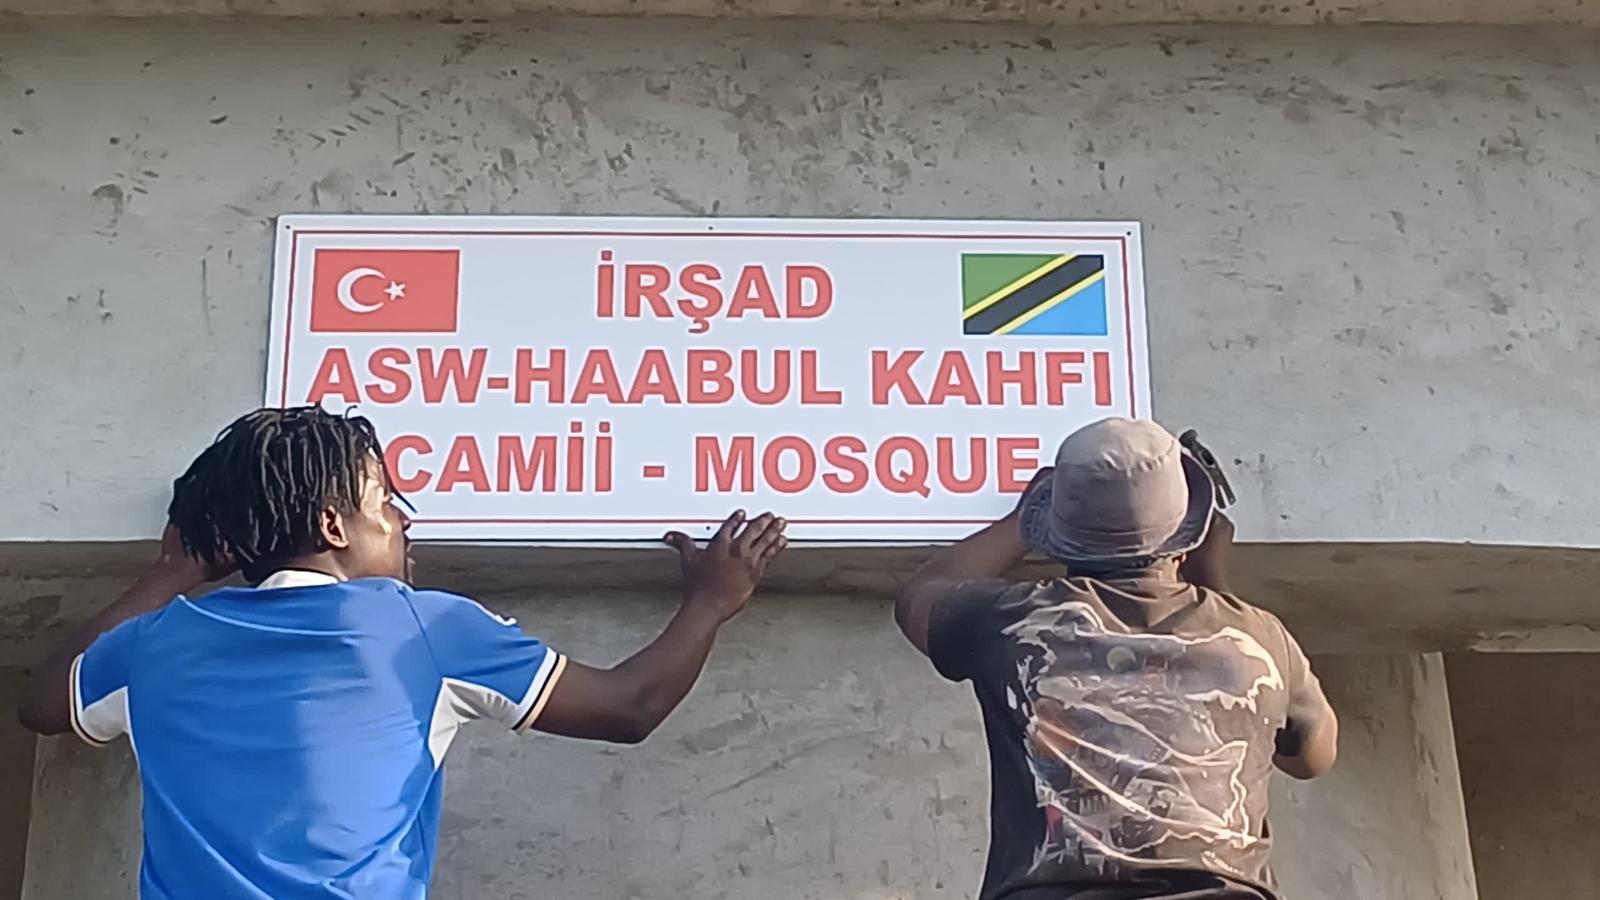 İRŞAD
ASW-HAABUL KAHFI
CAMİİ - MOSQUE